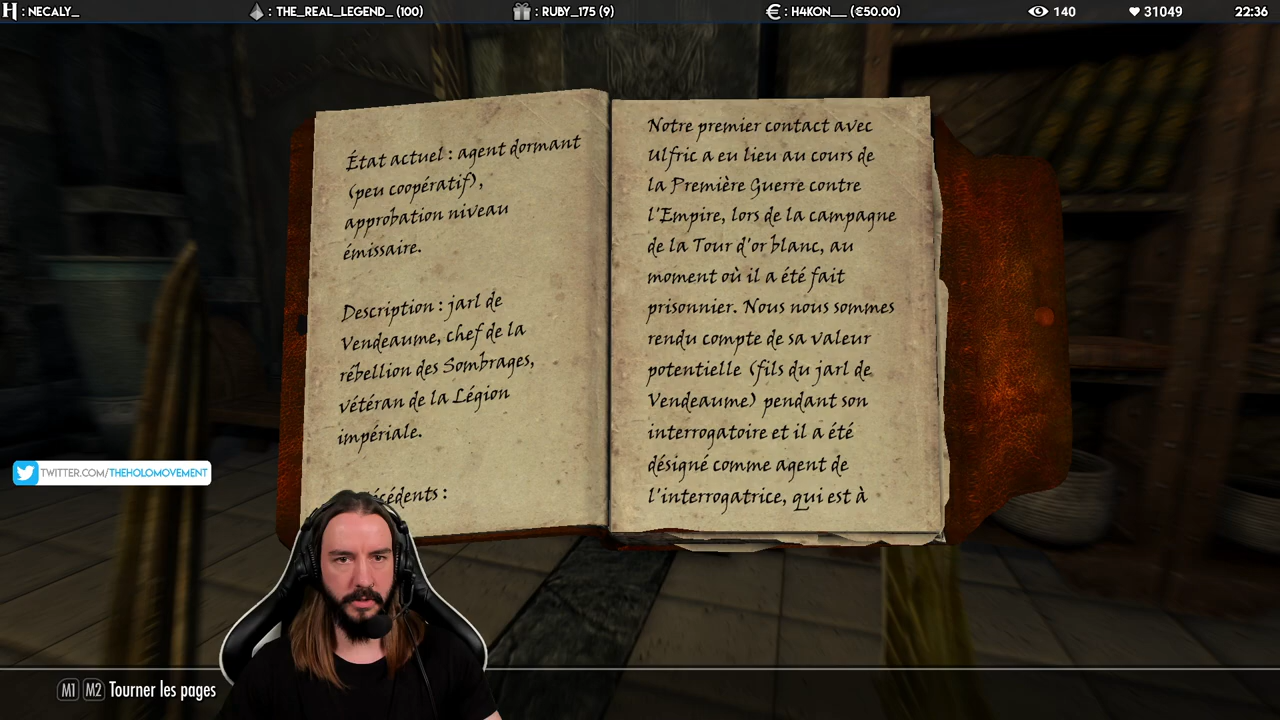 H : NECALY_
: THE_REAL_LEGEND_ (100)
: RUBY_175 (9)
€ : H4KON__ (€50.00)
140
31049
22:36
État actuel : agent dormant
(peu coopératif),
approbation niveau
émissaire.
Description : jarl de
Vendeaume, chef de la
rébellion des Sombrages,
vétéran de la Légion
impériale.
cédents :
Notre premier contact avec
Ulfric a eu lieu au cours de
la Première Guerre contre
l'Empire, lors de la campagne
de la Tour d'or blanc, au
moment où il a été fait
prisonnier. Nous nous sommes
rendu compte de sa valeur
potentielle (fils du jarl de
Vendeaume) pendant son
interrogatoire et il a été
désigné comme agent de
l'interrogatrice, qui est à
TWITTER.COM/THEHOLOMOVEMENT
M1 M2 Tourner les pages